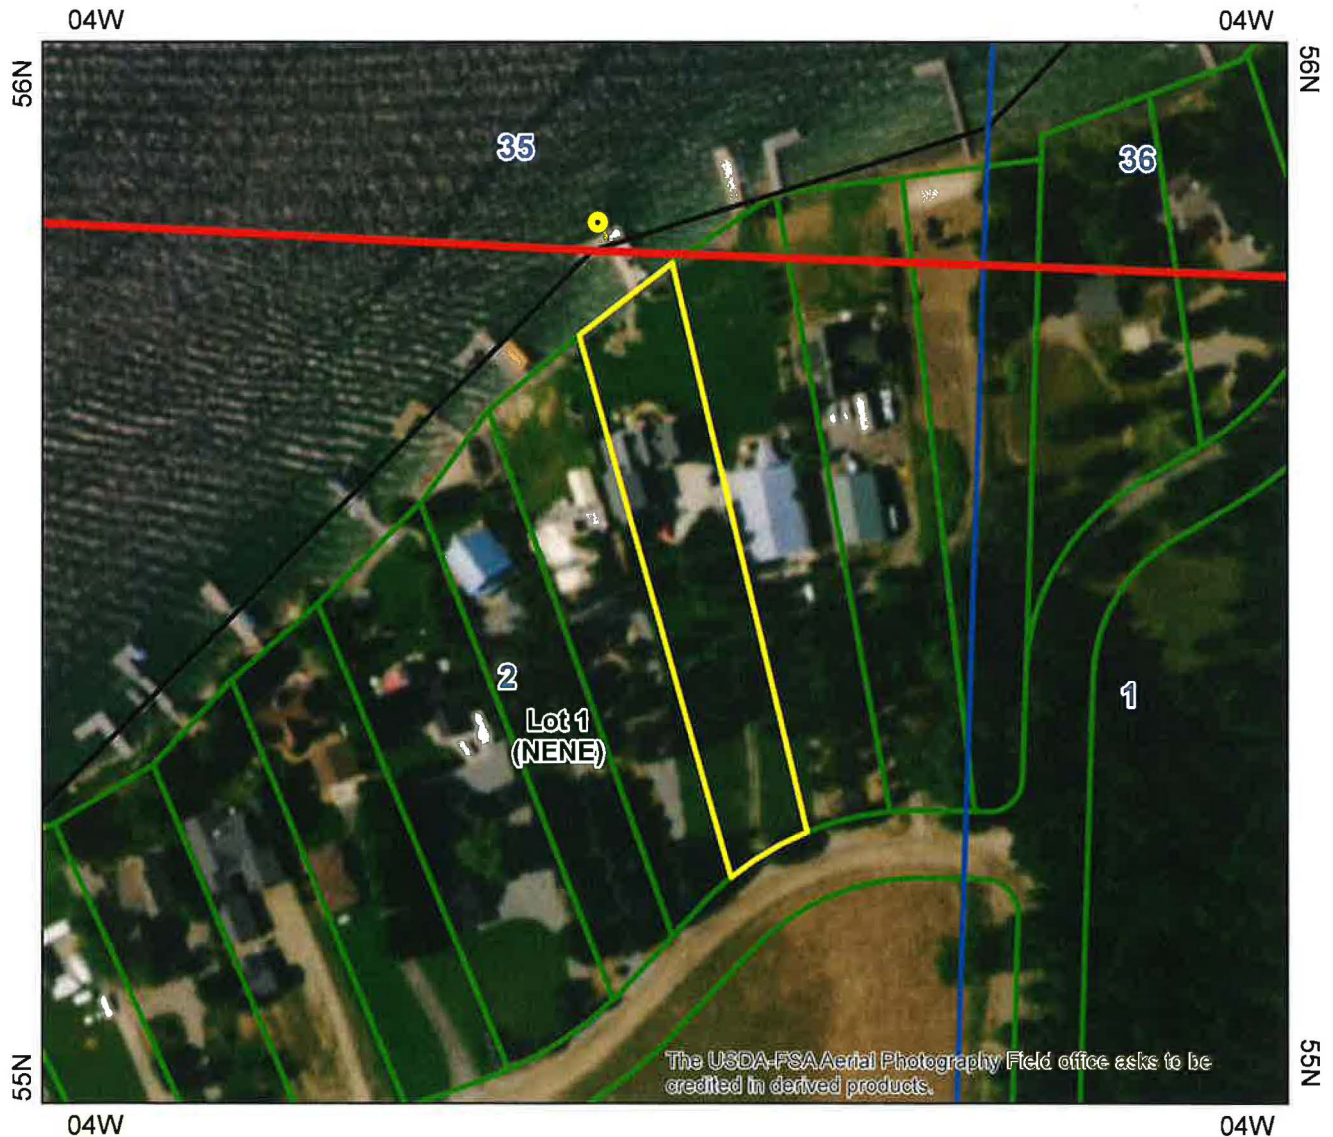 04W
04W
56N
56N
35
36
2
Lot 1
(NENE)
1
The USDA-FSA Aerial Photography Field office asks to be
credited in derived products.
55N
55N
04W
04W